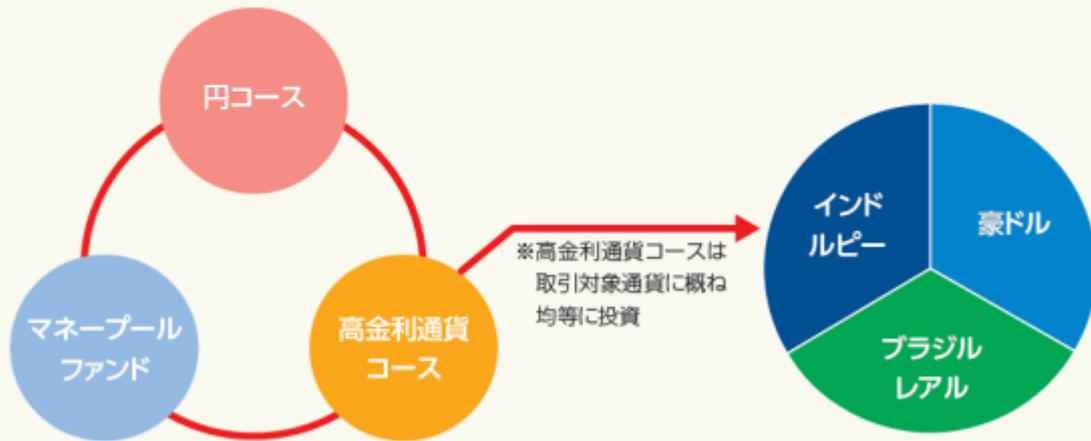 円コース
マネープール
ファンド
高金利通貨
コース
※高金利通貨コースは
取引対象通貨に概ね
均等に投資
インド
ルピー
豪ドル
ブラジル
レアル